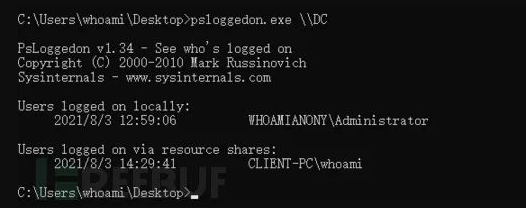 C:\Users\whoami\Desktop>psloggedon.exe \\DC
PsLoggedon v1.34 - See who's logged on
Copyright (C) 2000-2010 Mark Russinovich
Sysinternals - www.sysinternals.com
Users logged on locally:
2021/8/3 12:59:06 WHOAMIANONY\Administrator
Users logged on via resource shares:
2021/8/3 14:29:41 CLIENT-PC\whoami
C:\Users\whoami\Desktop>